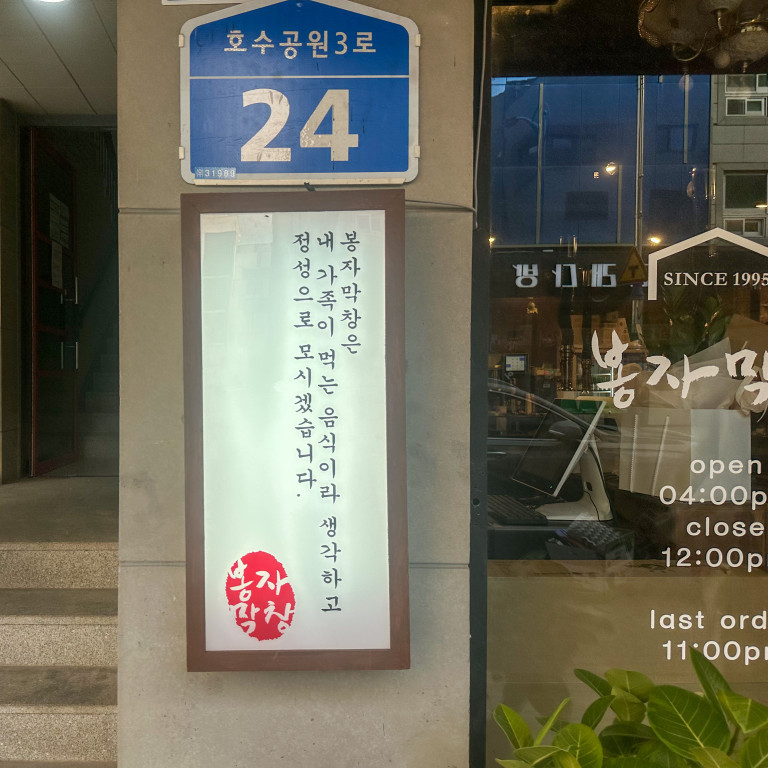 호수공원3로
24
31989
봉자막창은
내 가족이 먹는 음식이라 생각하고
정성으로 모시겠습니다.
봉자
막창
SINCE 1995
봉자막
open
04:00p
close
12:00p
last ord
11:00p